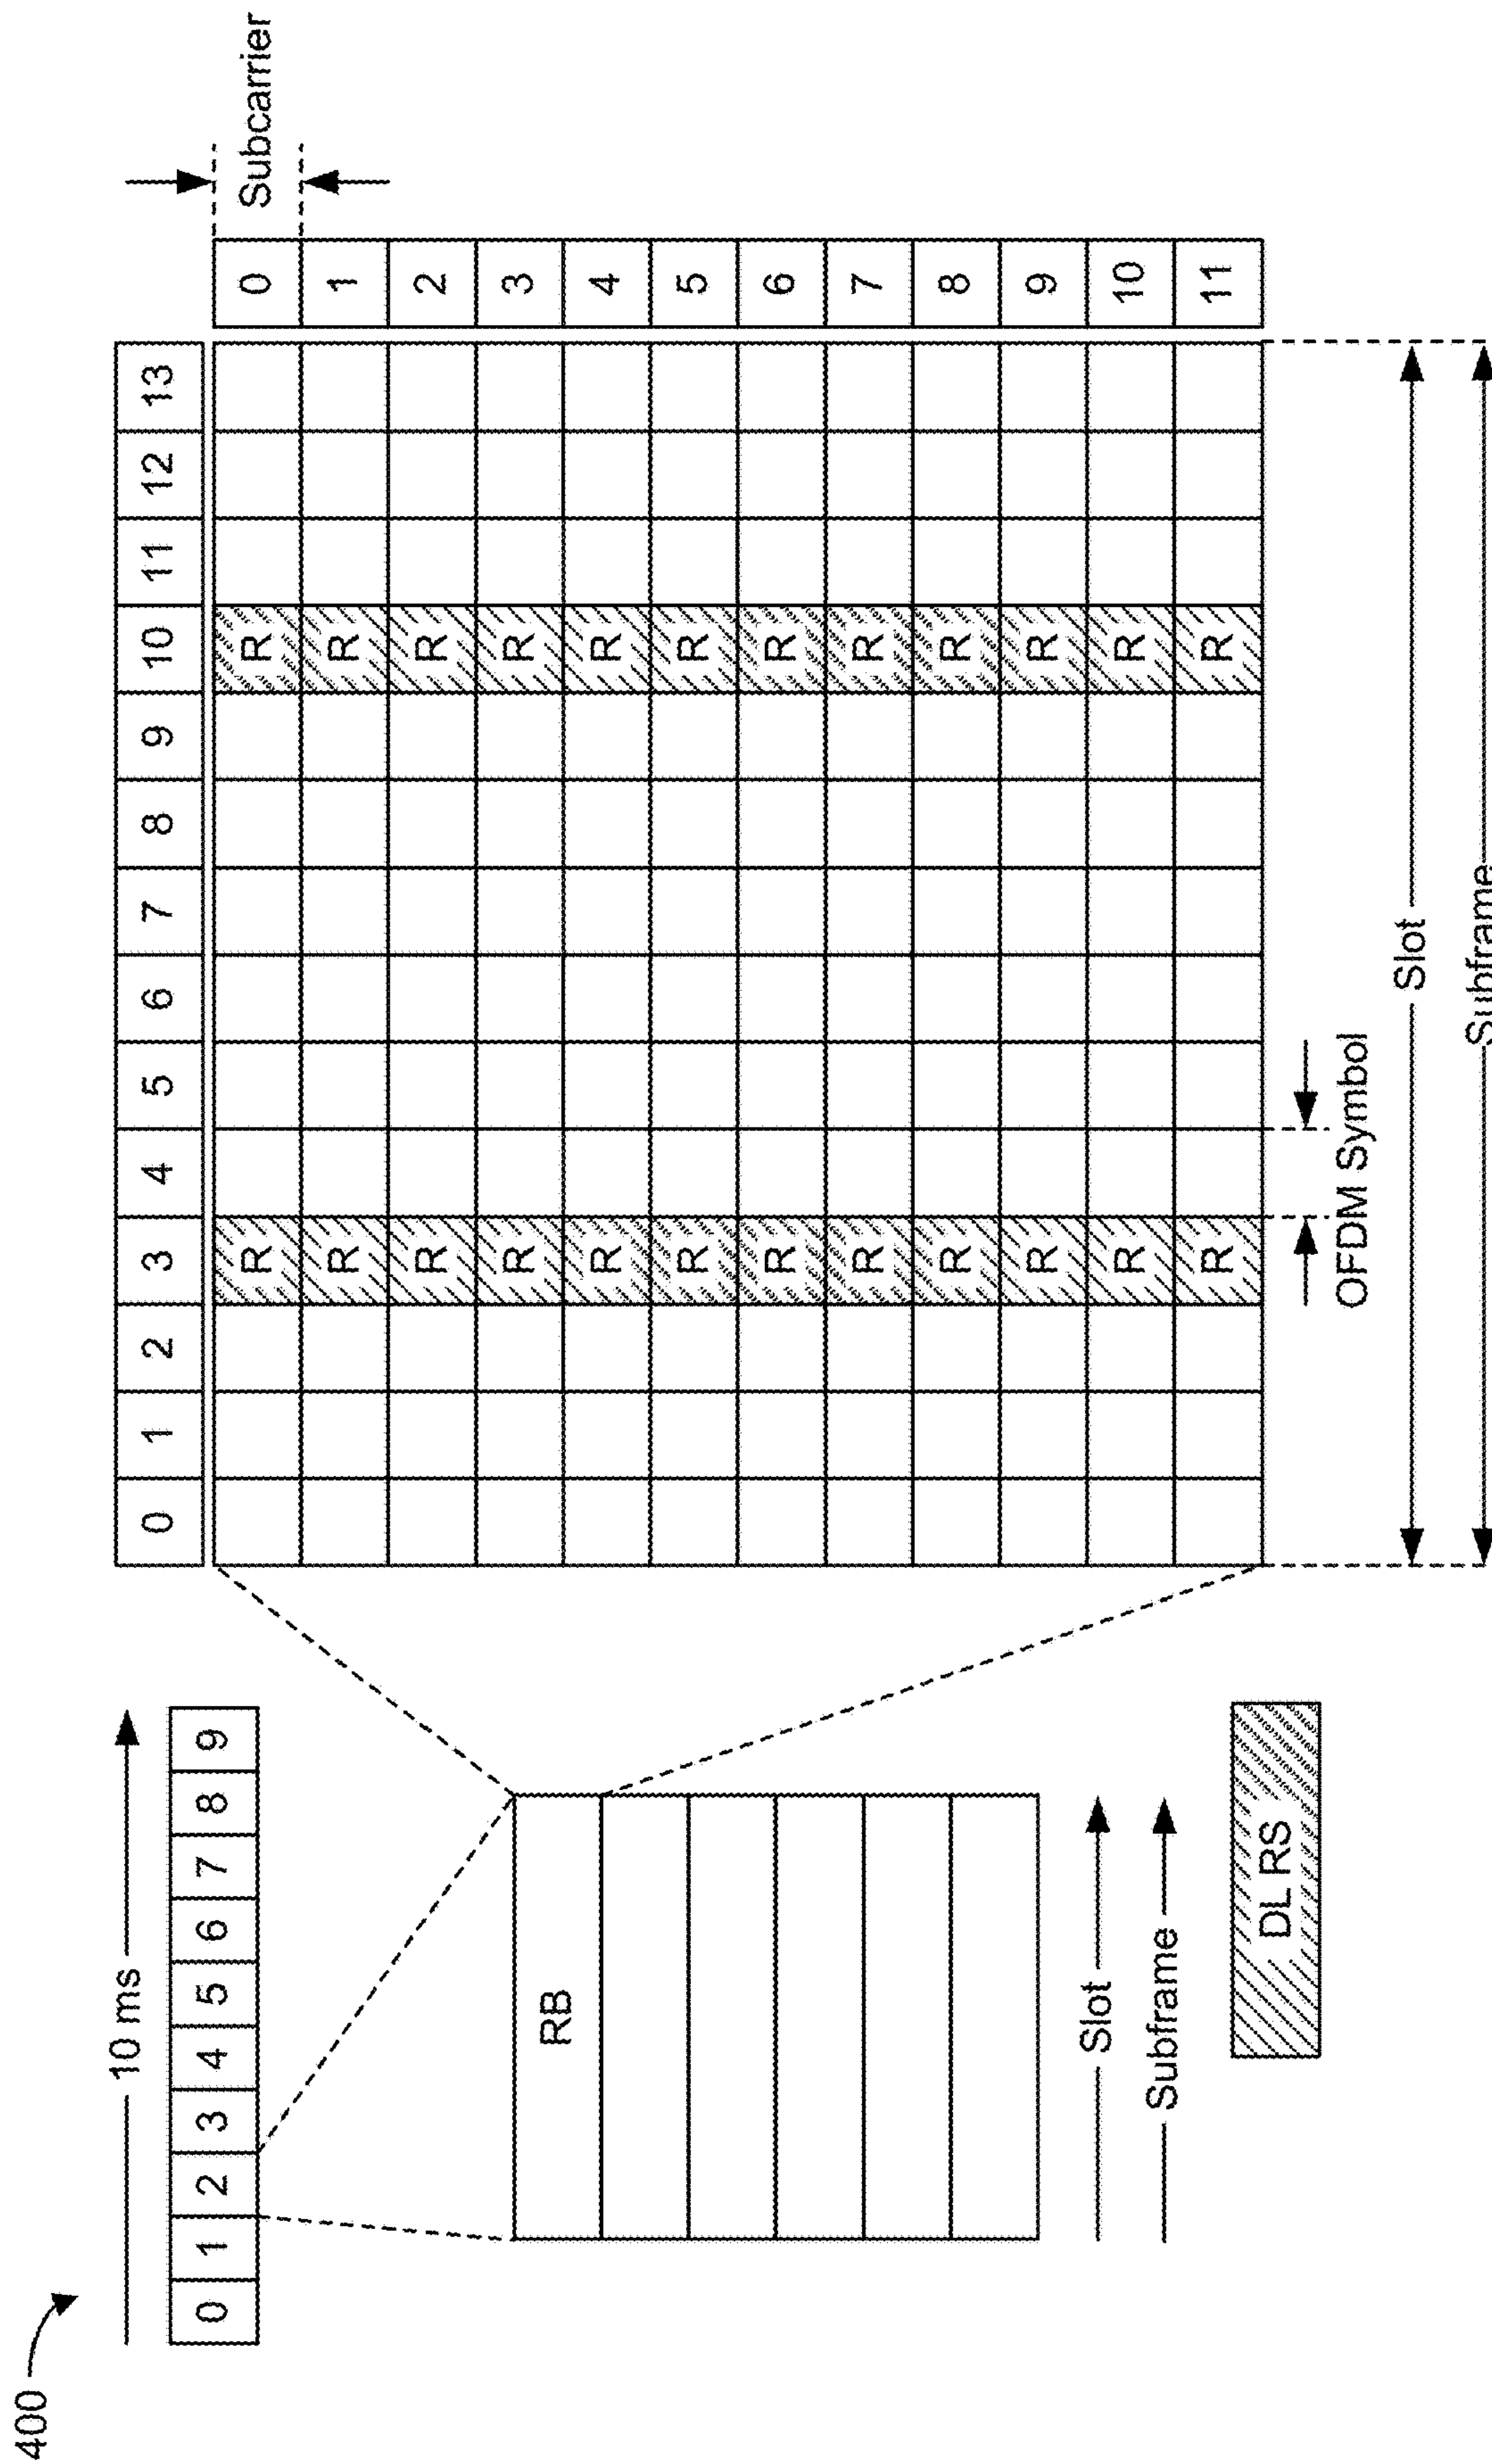 400
10 ms
0 1 2 3 4 5 6 7 8 9
RB
Slot
Subframe
DL RS
0 1 2 3 4 5 6 7 8 9 10 11 12 13
Subcarrier
R R 0
R R 1
R R 2
R R 3
R R 4
R R 5
R R 6
R R 7
R R 8
R R 9
R R 10
R R 11
OFDM Symbol
Slot
Subframe